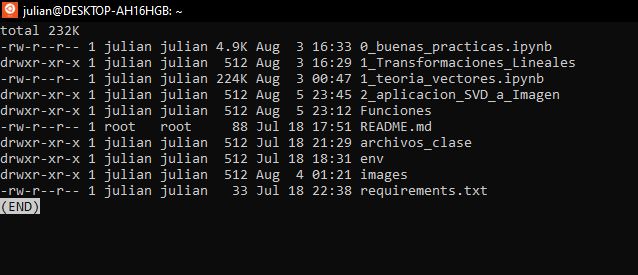 julian@DESKTOP-AH16HGB: ~
total 232K
-rw-r--r-- 1 julian julian 4.9K Aug  3 16:33 0_buenas_practicas.ipynb
drwxr-xr-x 1 julian julian  512 Aug  3 16:29 1_Transformaciones_Lineales
-rw-r--r-- 1 julian julian 224K Aug  3 00:47 1_teoria_vectores.ipynb
drwxr-xr-x 1 julian julian  512 Aug  5 23:45 2_aplicacion_SVD_a_Imagen
drwxr-xr-x 1 julian julian  512 Aug  5 23:12 Funciones
-rw-r--r-- 1 root   root     88 Jul 18 17:51 README.md
drwxr-xr-x 1 julian julian  512 Jul 18 21:29 archivos_clase
drwxr-xr-x 1 julian julian  512 Jul 18 18:31 env
drwxr-xr-x 1 julian julian  512 Aug  4 01:21 images
-rw-r--r-- 1 julian julian   33 Jul 18 22:38 requirements.txt
(END)